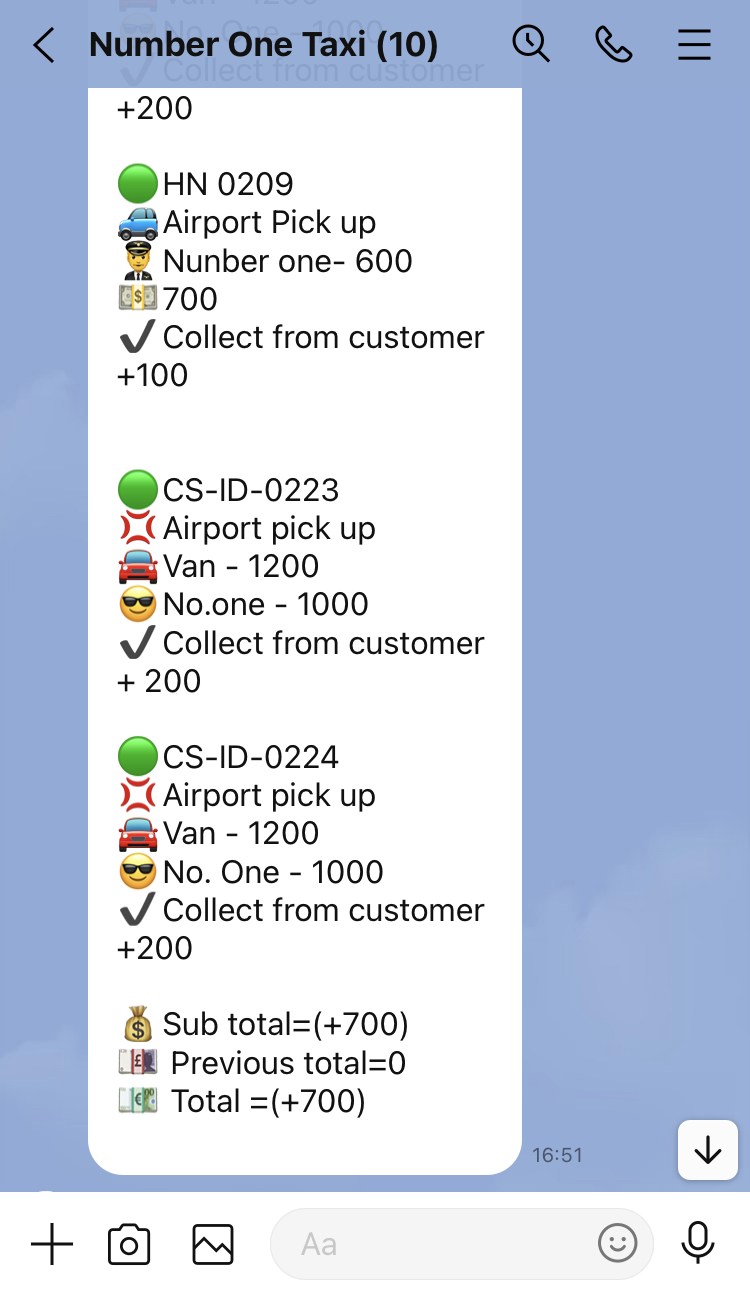 Van - 1200
No. One - 1000
Number One Taxi (10)
Collect from customer
+200
HN 0209
Airport Pick up
Nunber one- 600
700
Collect from customer
+100
CS-ID-0223
Airport pick up
Van - 1200
No.one - 1000
Collect from customer
+ 200
CS-ID-0224
Airport pick up
Van - 1200
No. One - 1000
Collect from customer
+200
Sub total=(+700)
Previous total=0
Total =(+700)
16:51
Aa